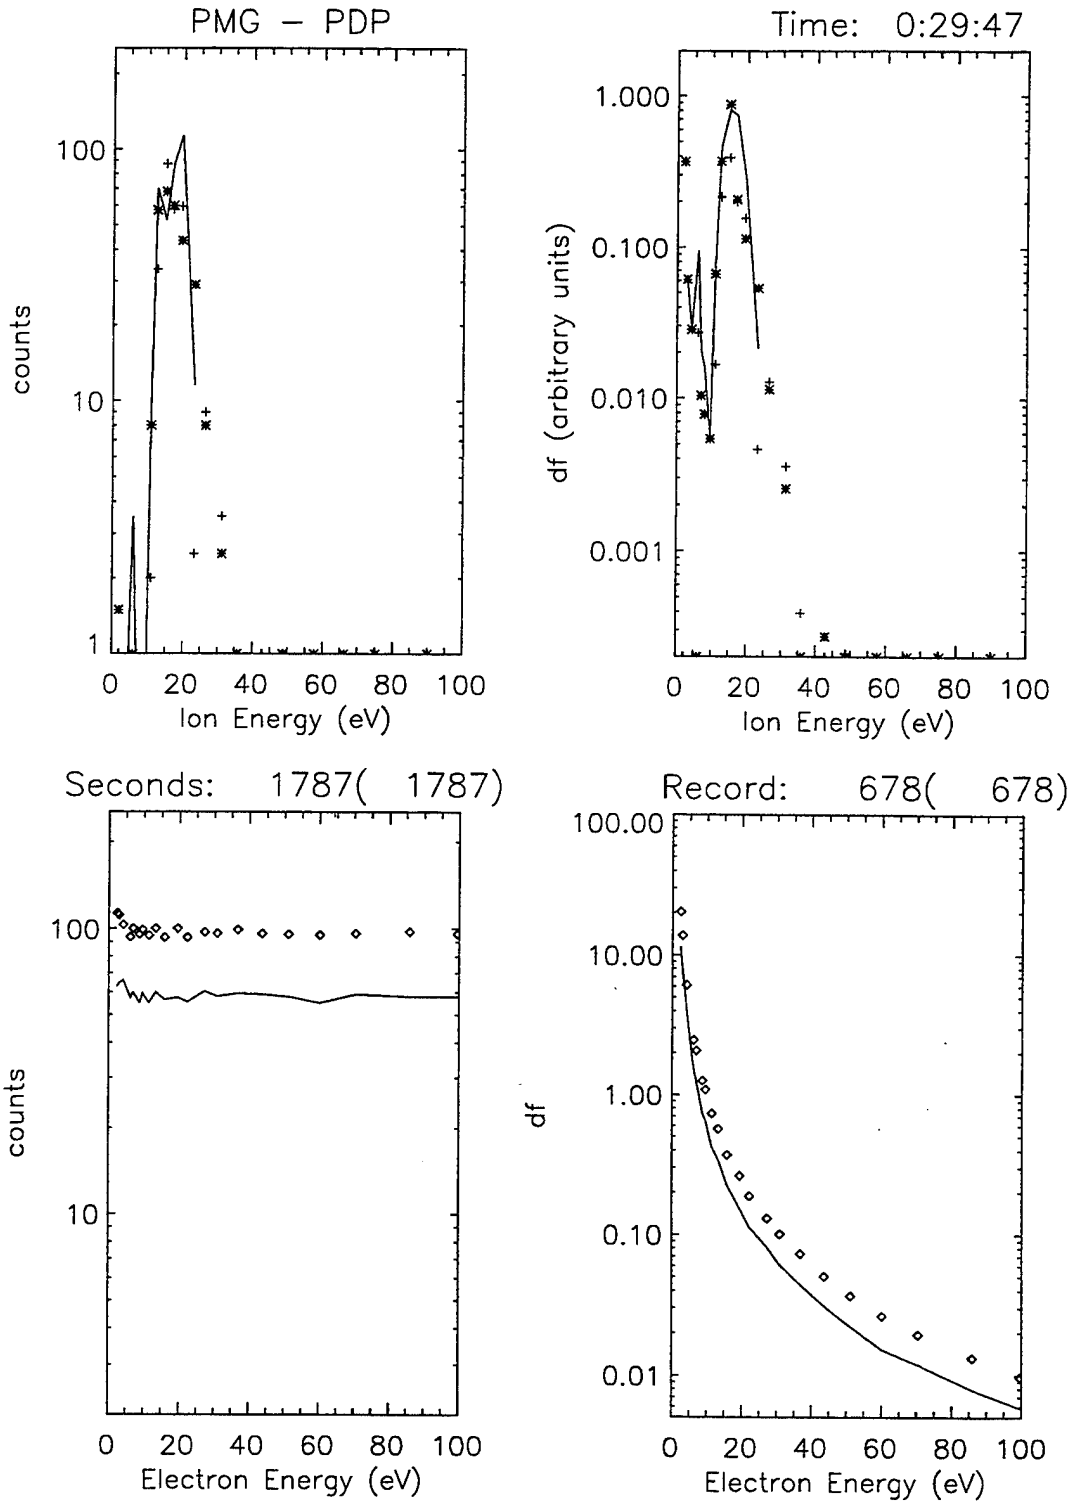 PMG – PDP
Time: 0:29:47
100
10
1
counts
0 20 40 60 80 100
Ion Energy (eV)
1.000
0.100
0.010
0.001
df (arbitrary units)
0 20 40 60 80 100
Ion Energy (eV)
Seconds: 1787( 1787)
Record: 678( 678)
100
10
counts
0 20 40 60 80 100
Electron Energy (eV)
100.00
10.00
1.00
0.10
0.01
df
0 20 40 60 80 100
Electron Energy (eV)